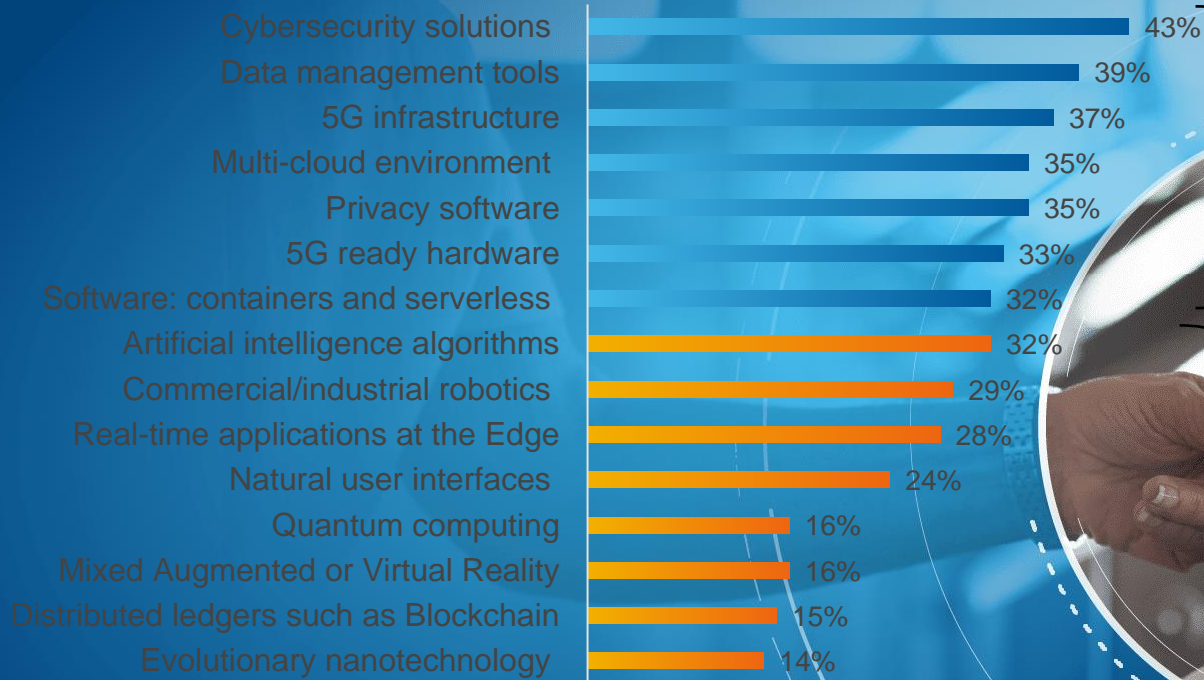 Cybersecurity solutions 43%
Data management tools 39%
5G infrastructure 37%
Multi-cloud environment 35%
Privacy software 35%
5G ready hardware 33%
Software: containers and serverless 32%
Artificial intelligence algorithms 32%
Commercial/industrial robotics 29%
Real-time applications at the Edge 28%
Natural user interfaces 24%
Quantum computing 16%
Mixed Augmented or Virtual Reality 16%
Distributed ledgers such as Blockchain 15%
Evolutionary nanotechnology 14%